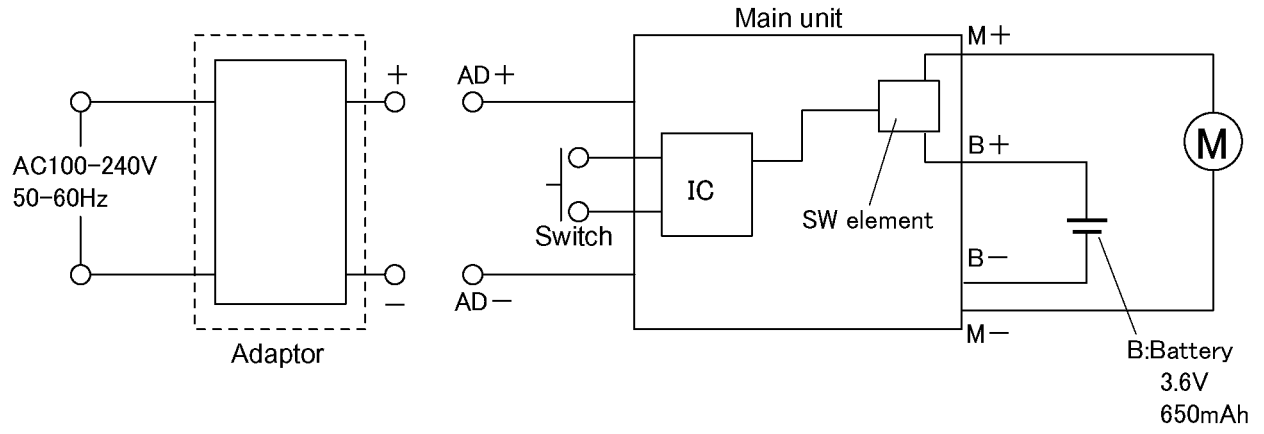 Main unit
M+
AD+
+
AC100-240V
50-60Hz
B+
M
IC
SW element
Switch
B-
-
AD-
M-
Adaptor
B:Battery
3.6V
650mAh